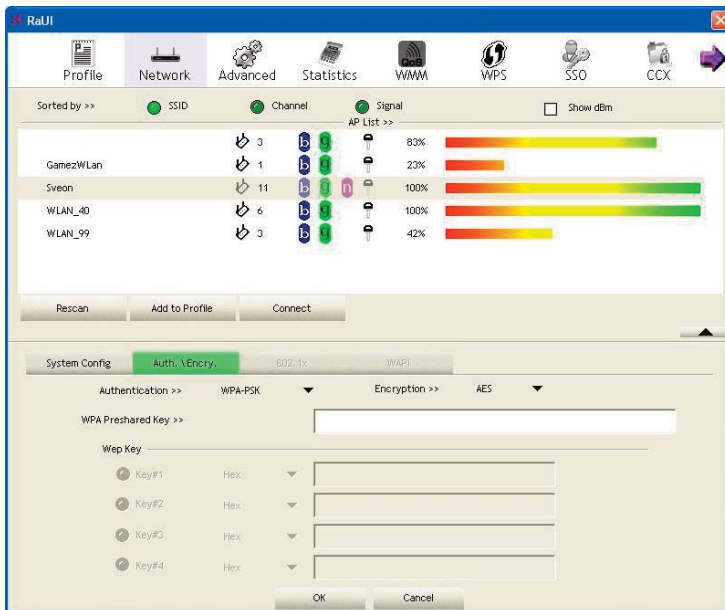 RaUI
Profile Network Advanced Statistics QoS WMM WPS SSO CCX
Sorted by >> SSID Channel Signal Show dBm
AP List >>
3 b g 83%
GamezWLan 1 b g 23%
Sveon 11 b g n 100%
WLAN_40 6 b g 100%
WLAN_99 3 b g 42%
Rescan Add to Profile Connect
System Config Auth. \ Encry. 802.1x WAPI
Authentication >> WPA-PSK Encryption >> AES
WPA Preshared Key >>
Wep Key
Key#1 Hex
Key#2 Hex
Key#3 Hex
Key#4 Hex
OK Cancel